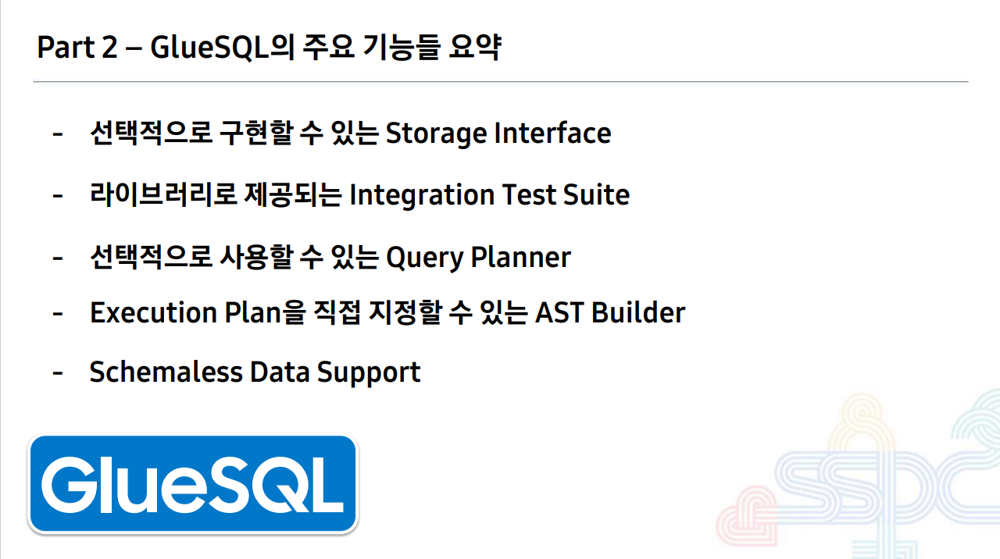 Part 2 – GlueSQL의 주요 기능들 요약
- 선택적으로 구현할 수 있는 Storage Interface
- 라이브러리로 제공되는 Integration Test Suite
- 선택적으로 사용할 수 있는 Query Planner
- Execution Plan을 직접 지정할 수 있는 AST Builder
- Schemaless Data Support
GlueSQL
sspc